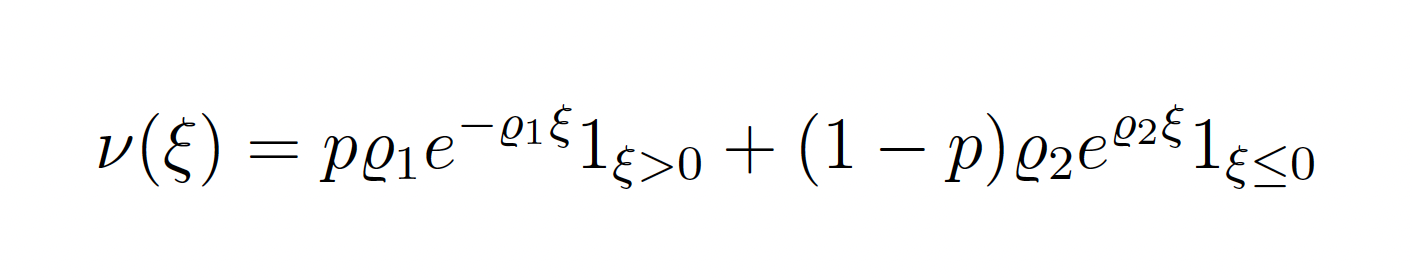 ν(ξ) = pϱ₁e^{−ϱ₁ξ}1_{ξ>0} + (1 − p)ϱ₂e^{ϱ₂ξ}1_{ξ≤0}